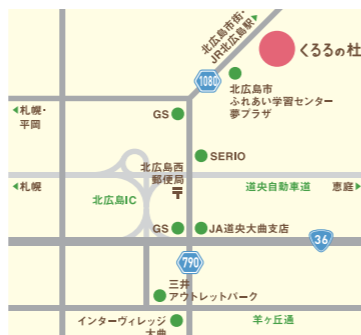 北広島市街・
JR北広島駅▶
くるるの杜
1080
北広島市
ふれあい学習センター
夢プラザ
◀札幌・
平岡
GS
SERIO
北広島西
郵便局
〒
◀札幌
北広島IC
道央自動車道
恵庭▶
GS
JA道央大曲支店
36
790
三井
アウトレットパーク
インターヴィレッジ
大曲
羊ヶ丘通